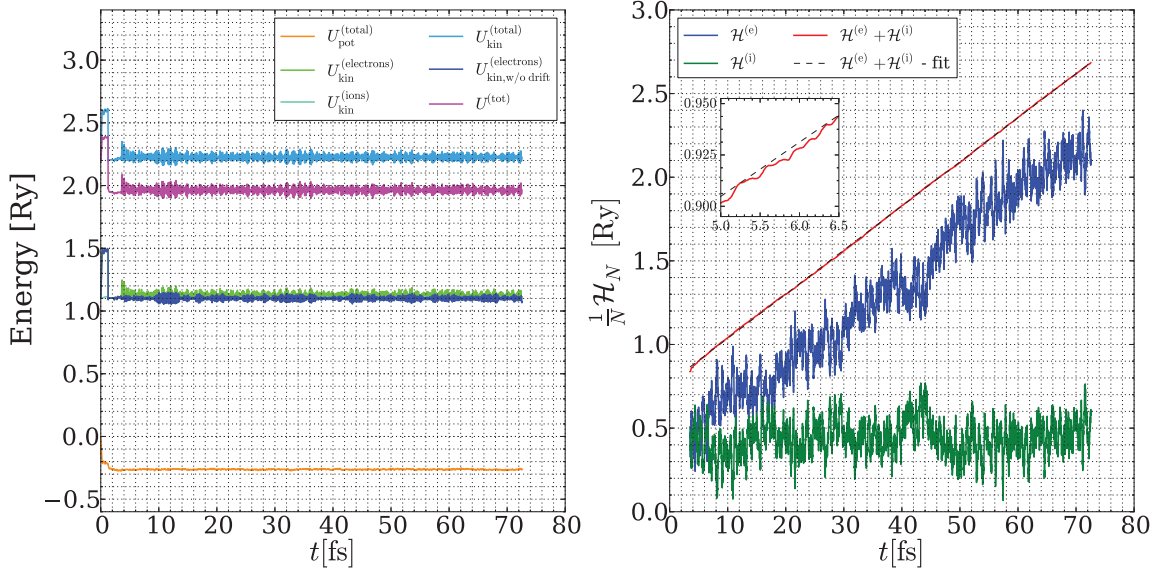 Energy [Ry]
3.0
2.5
2.0
1.5
1.0
0.5
0.0
−0.5
0 10 20 30 40 50 60 70 80
t[fs]
U_pot^(total)
U_kin^(electrons)
U_kin^(ions)
U_kin^(total)
U_kin,w/o drift^(electrons)
U^(tot)
1/N ℋ_N [Ry]
3.0
2.5
2.0
1.5
1.0
0.5
0.0
0 10 20 30 40 50 60 70 80
t[fs]
ℋ^(e)
ℋ^(i)
ℋ^(e) + ℋ^(i)
ℋ^(e) + ℋ^(i) - fit
0.950
0.925
0.900
5.0 5.5 6.0 6.5